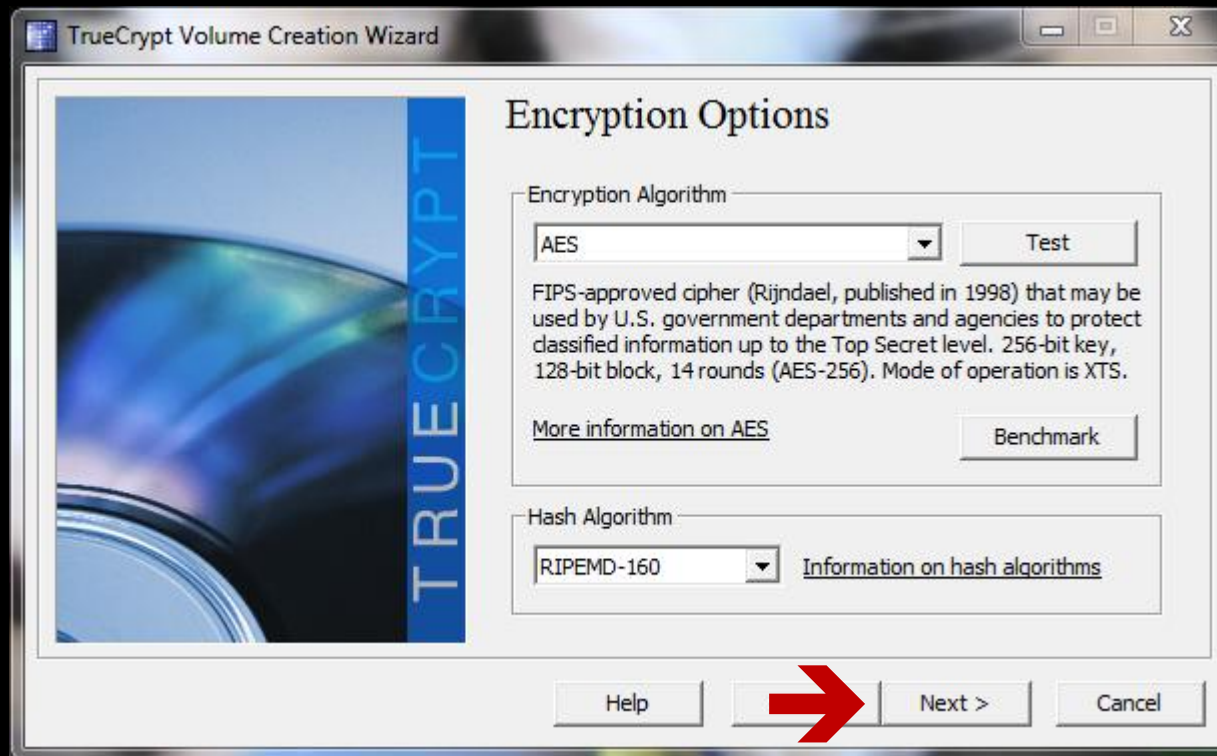 TrueCrypt Volume Creation Wizard
Encryption Options
TRUECRYPT
Encryption Algorithm
AES
Test
FIPS-approved cipher (Rijndael, published in 1998) that may be
used by U.S. government departments and agencies to protect
classified information up to the Top Secret level. 256-bit key,
128-bit block, 14 rounds (AES-256). Mode of operation is XTS.
More information on AES
Benchmark
Hash Algorithm
RIPEMD-160
Information on hash algorithms
Help
Next >
Cancel